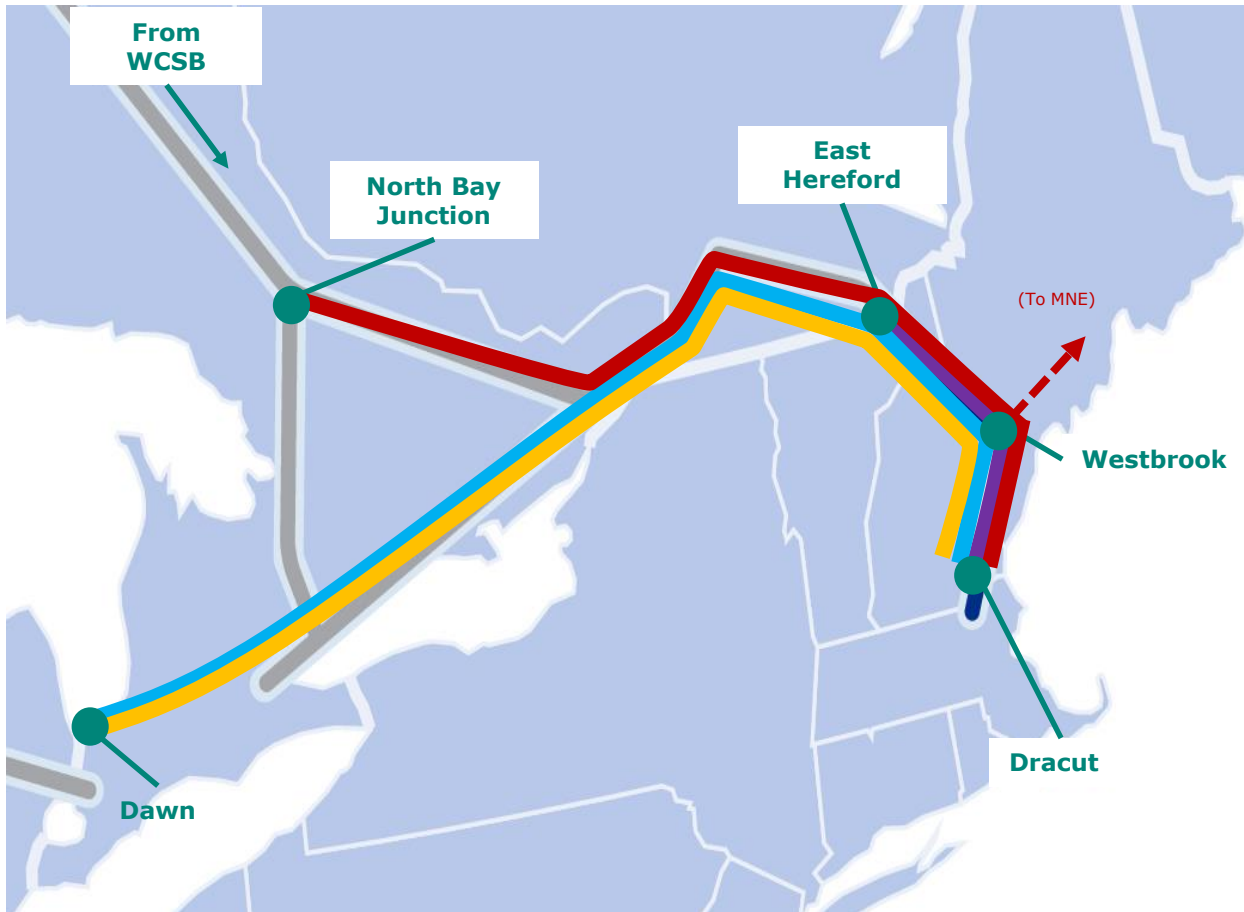 From
WCSB
North Bay
Junction
East
Hereford
(To MNE)
Westbrook
Dracut
Dawn